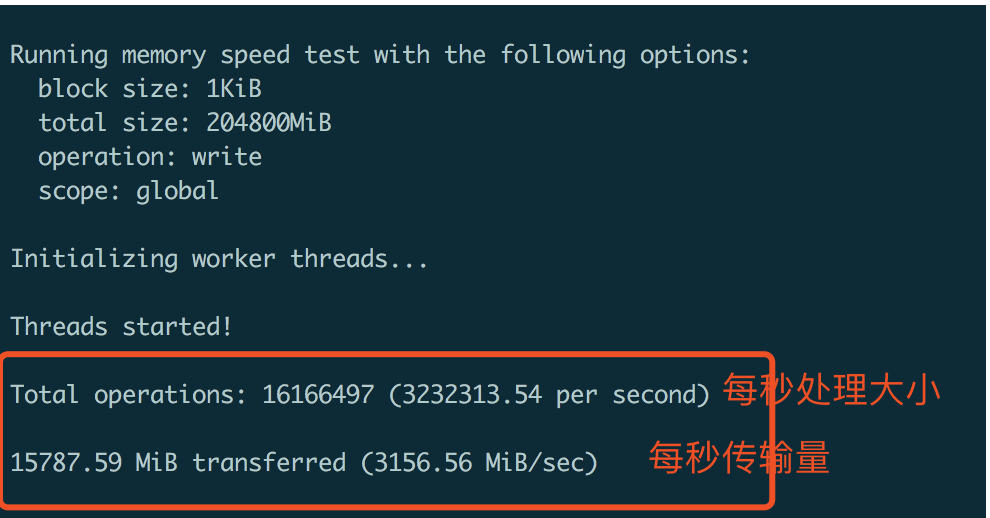 Running memory speed test with the following options:
block size: 1KiB
total size: 204800MiB
operation: write
scope: global
Initializing worker threads...
Threads started!
Total operations: 16166497 (3232313.54 per second) 每秒处理大小
15787.59 MiB transferred (3156.56 MiB/sec) 每秒传输量